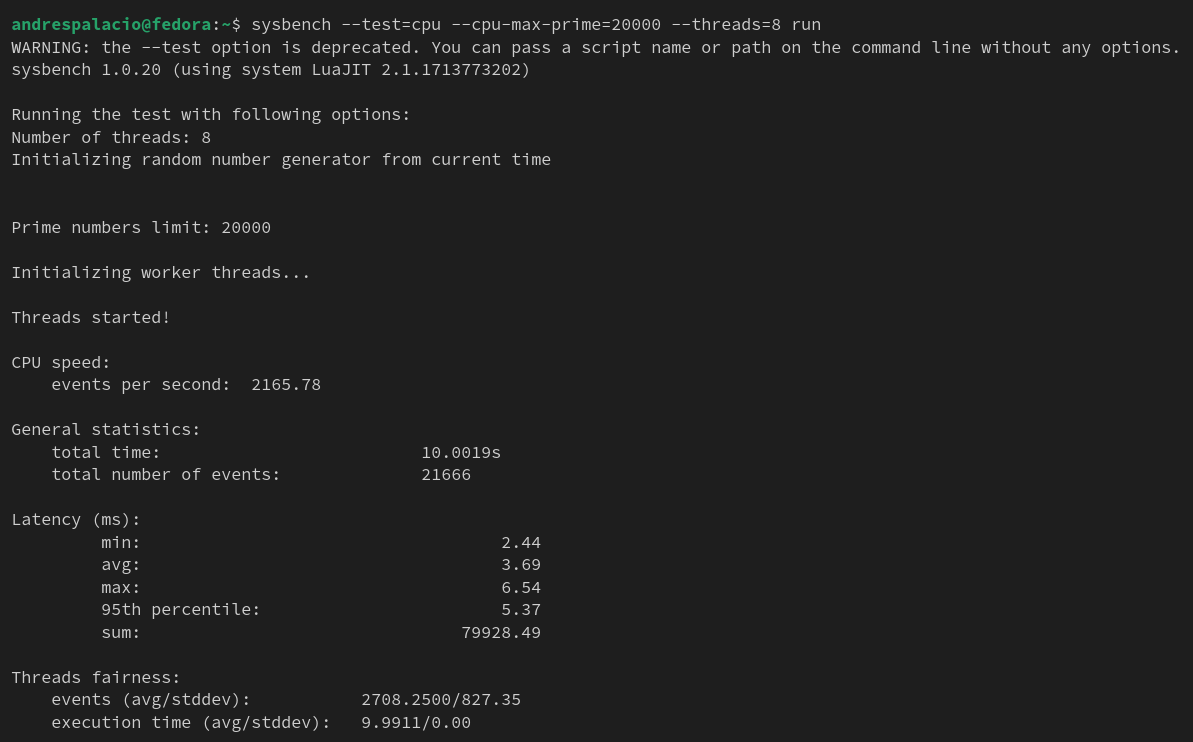 andrespalacio@fedora:~$ sysbench --test=cpu --cpu-max-prime=20000 --threads=8 run
WARNING: the --test option is deprecated. You can pass a script name or path on the command line without any options.
sysbench 1.0.20 (using system LuaJIT 2.1.1713773202)
Running the test with following options:
Number of threads: 8
Initializing random number generator from current time
Prime numbers limit: 20000
Initializing worker threads...
Threads started!
CPU speed:
    events per second:  2165.78
General statistics:
    total time:                          10.0019s
    total number of events:              21666
Latency (ms):
         min:                                    2.44
         avg:                                    3.69
         max:                                    6.54
         95th percentile:                        5.37
         sum:                                79928.49
Threads fairness:
    events (avg/stddev):           2708.2500/827.35
    execution time (avg/stddev):   9.9911/0.00